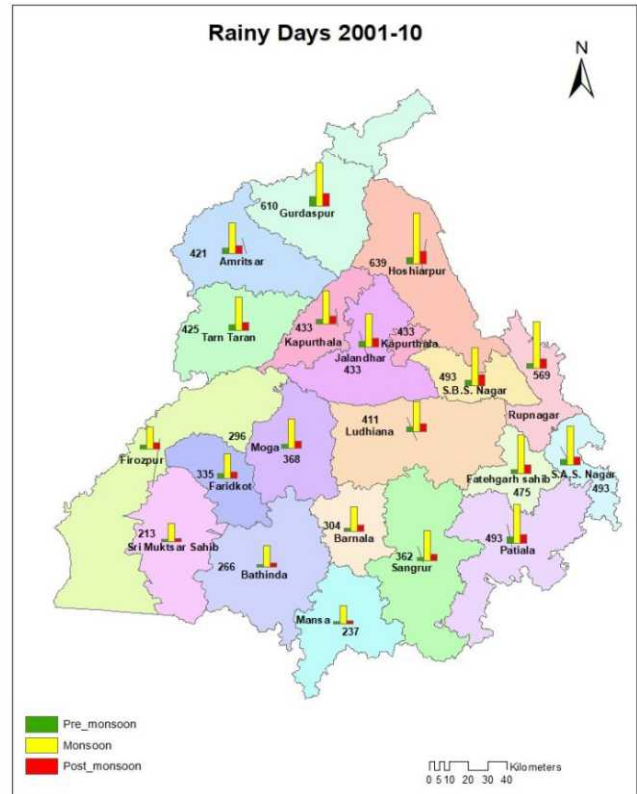 Rainy Days 2001-10
N
610
Gurdaspur
421
Amritsar
639
Hoshiarpur
425
Tarn Taran
433
Kapurthala
433
Kapurthala
Jalandhar
433
493
S.B.S. Nagar
569
Rupnagar
296
Firozpur
Moga
368
411
Ludhiana
335
Faridkot
Fatehgarh sahib
475
S.A.S. Nagar
493
213
Sri Muktsar Sahib
266
Bathinda
304
Barnala
362
Sangrur
493
Patiala
Mansa
237
Pre_monsoon
Monsoon
Post_monsoon
Kilometers
0 5 10 20 30 40